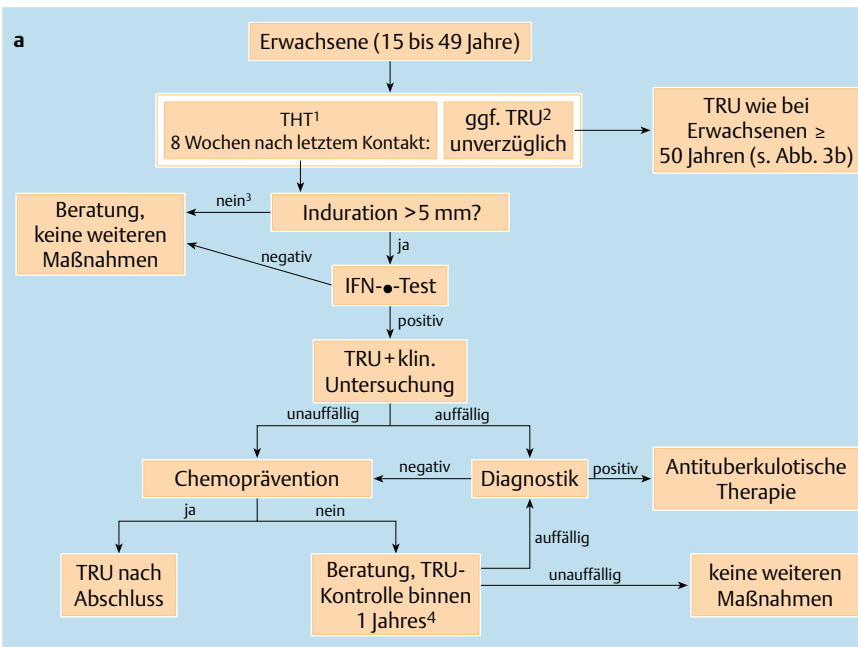 a
Erwachsene (15 bis 49 Jahre)
THT¹
8 Wochen nach letztem Kontakt:
ggf. TRU²
unverzüglich
TRU wie bei
Erwachsenen ≥
50 Jahren (s. Abb. 3b)
nein³
Induration >5 mm?
Beratung,
keine weiteren
Maßnahmen
ja
negativ
IFN-●-Test
positiv
TRU+klin.
Untersuchung
unauffällig
auffällig
Chemoprävention
negativ
Diagnostik
positiv
Antituberkulotische
Therapie
ja
nein
auffällig
TRU nach
Abschluss
Beratung, TRU-
Kontrolle binnen
1 Jahres⁴
unauffällig
keine weiteren
Maßnahmen